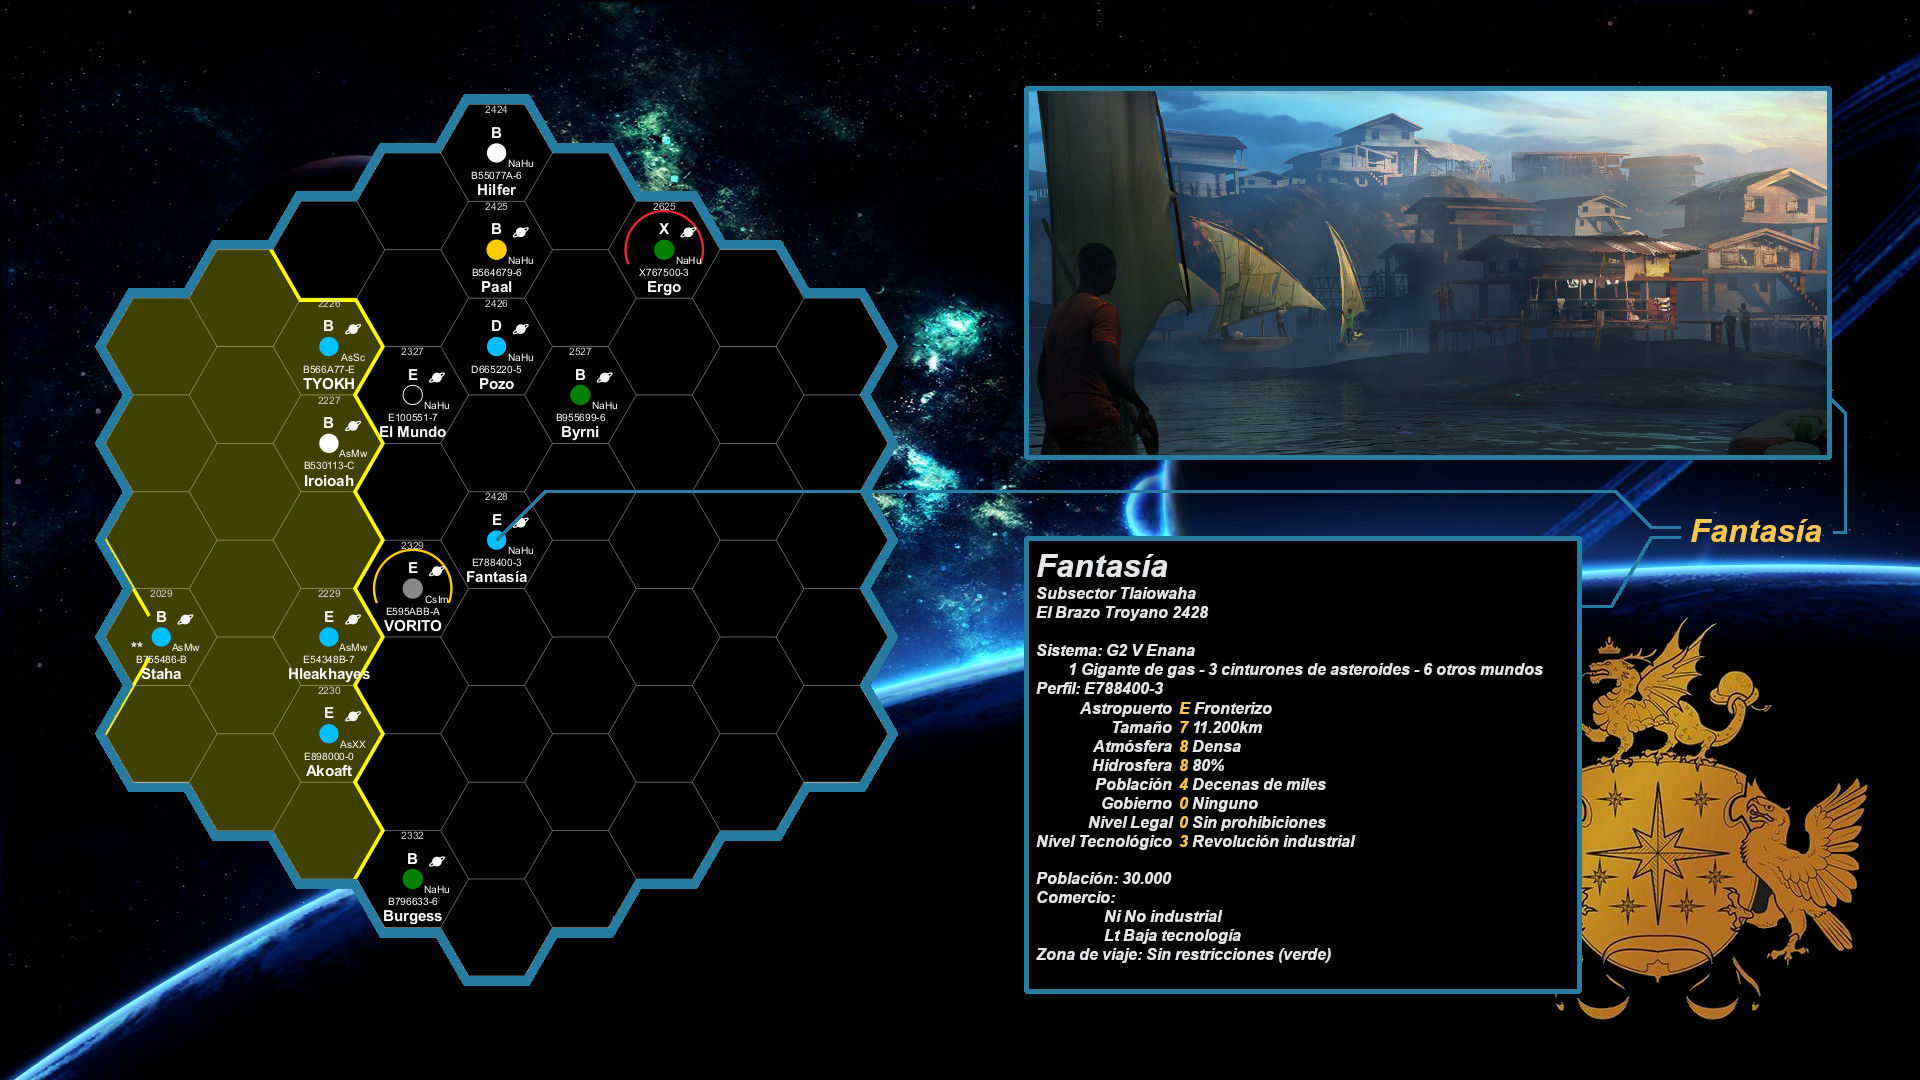 2424
B
NaHu
B55077A-6
Hilfer
2425
B
NaHu
B564679-6
Paal
2625
X
NaHu
X767500-3
Ergo
2226
B
AsSc
B566A77-E
TYOKH
2426
D
NaHu
D665220-5
Pozo
2327
E
NaHu
E100551-7
El Mundo
2527
B
NaHu
B955699-6
Byrni
2227
B
AsMw
B530113-C
Iroioah
2428
E
NaHu
E788400-3
Fantasía
2329
E
CsIm
E595ABB-A
VORITO
2029
B
** AsMw
B755486-B
Staha
2229
E
AsMw
E54348B-7
Hleakhayes
2230
E
AsXX
E898000-0
Akoaft
2332
B
NaHu
B796633-6
Burgess
Fantasía
Fantasía
Subsector Tlaiowaha
El Brazo Troyano 2428
Sistema: G2 V Enana
1 Gigante de gas - 3 cinturones de asteroides - 6 otros mundos
Perfil: E788400-3
Astropuerto E Fronterizo
Tamaño 7 11.200km
Atmósfera 8 Densa
Hidrosfera 8 80%
Población 4 Decenas de miles
Gobierno 0 Ninguno
Nivel Legal 0 Sin prohibiciones
Nivel Tecnológico 3 Revolución industrial
Población: 30.000
Comercio:
Ni No industrial
Lt Baja tecnología
Zona de viaje: Sin restricciones (verde)